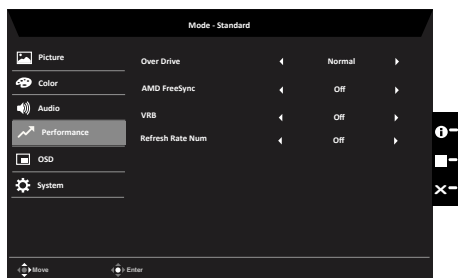 Mode - Standard
Picture
Over Drive Normal
Color
AMD FreeSync Off
Audio
VRB Off
Performance
Refresh Rate Num Off
OSD
System
Move Enter